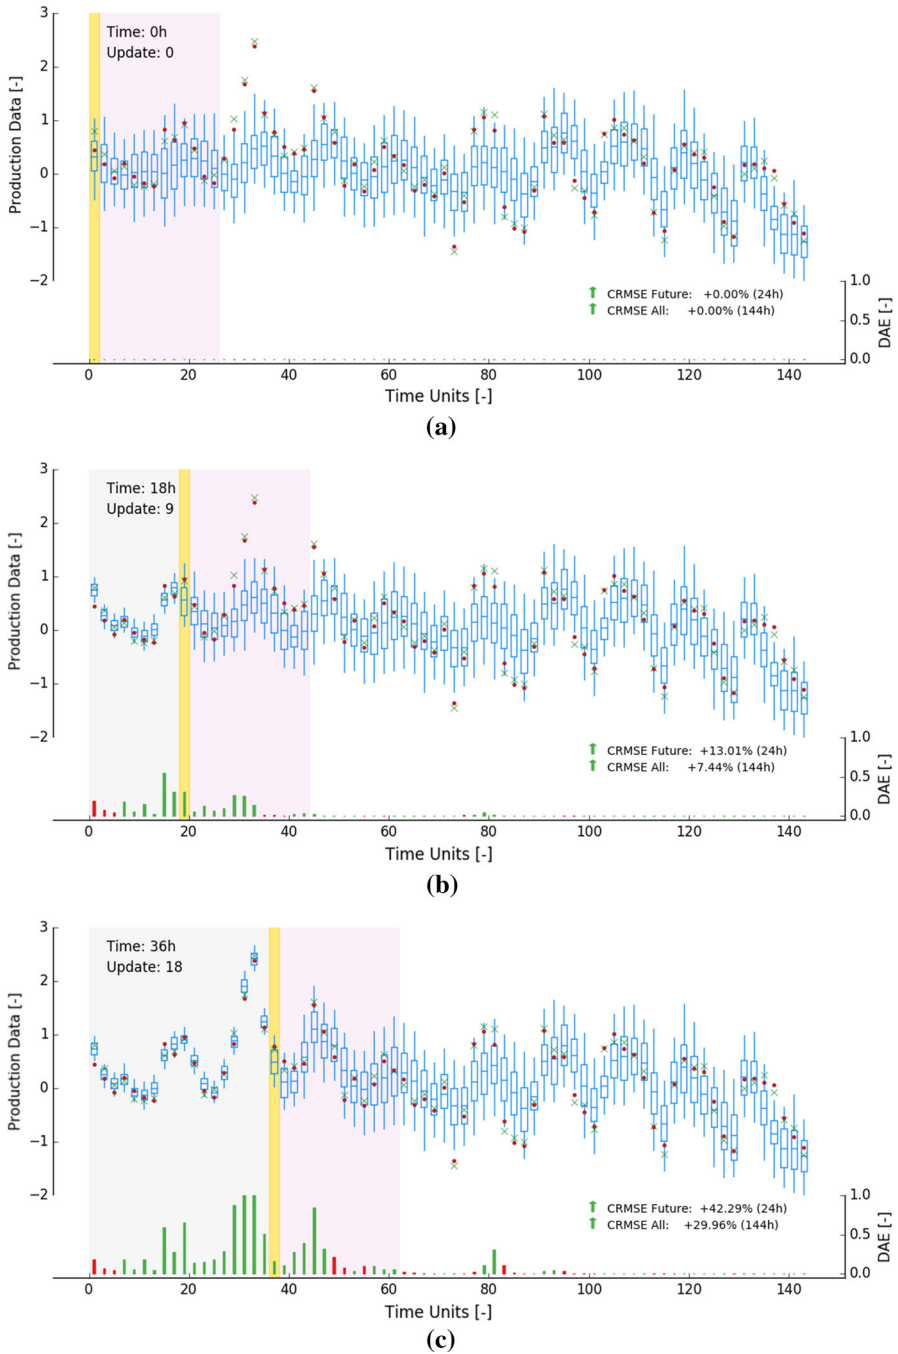 3
Time: 0h
Update: 0
2
1
0
−1
−2
Production Data [-]
CRMSE Future: +0.00% (24h)
CRMSE All: +0.00% (144h)
1.0
0.5
0.0
DAE [-]
0 20 40 60 80 100 120 140
Time Units [-]
(a)
3
Time: 18h
Update: 9
2
1
0
−1
−2
Production Data [-]
CRMSE Future: +13.01% (24h)
CRMSE All: +7.44% (144h)
1.0
0.5
0.0
DAE [-]
0 20 40 60 80 100 120 140
Time Units [-]
(b)
3
Time: 36h
Update: 18
2
1
0
−1
−2
Production Data [-]
CRMSE Future: +42.29% (24h)
CRMSE All: +29.96% (144h)
1.0
0.5
0.0
DAE [-]
0 20 40 60 80 100 120 140
Time Units [-]
(c)